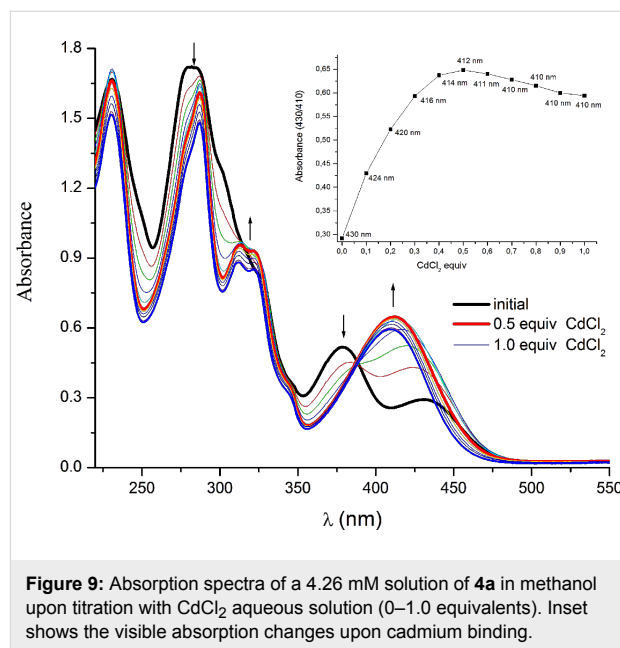 1.8
1.5
1.2
0.9
0.6
0.3
0.0
Absorbance
250
300
350
400
450
500
550
λ (nm)
initial
0.5 equiv CdCl₂
1.0 equiv CdCl₂
0,70
0,65
0,60
0,55
0,50
0,45
0,40
0,35
0,30
Absorbance (430/410)
0,0 0,1 0,2 0,3 0,4 0,5 0,6 0,7 0,8 0,9 1,0
CdCl₂ equiv
430 nm
424 nm
420 nm
416 nm
414 nm
412 nm
411 nm
410 nm
410 nm
410 nm
410 nm
Figure 9: Absorption spectra of a 4.26 mM solution of 4a in methanol
upon titration with CdCl₂ aqueous solution (0–1.0 equivalents). Inset
shows the visible absorption changes upon cadmium binding.